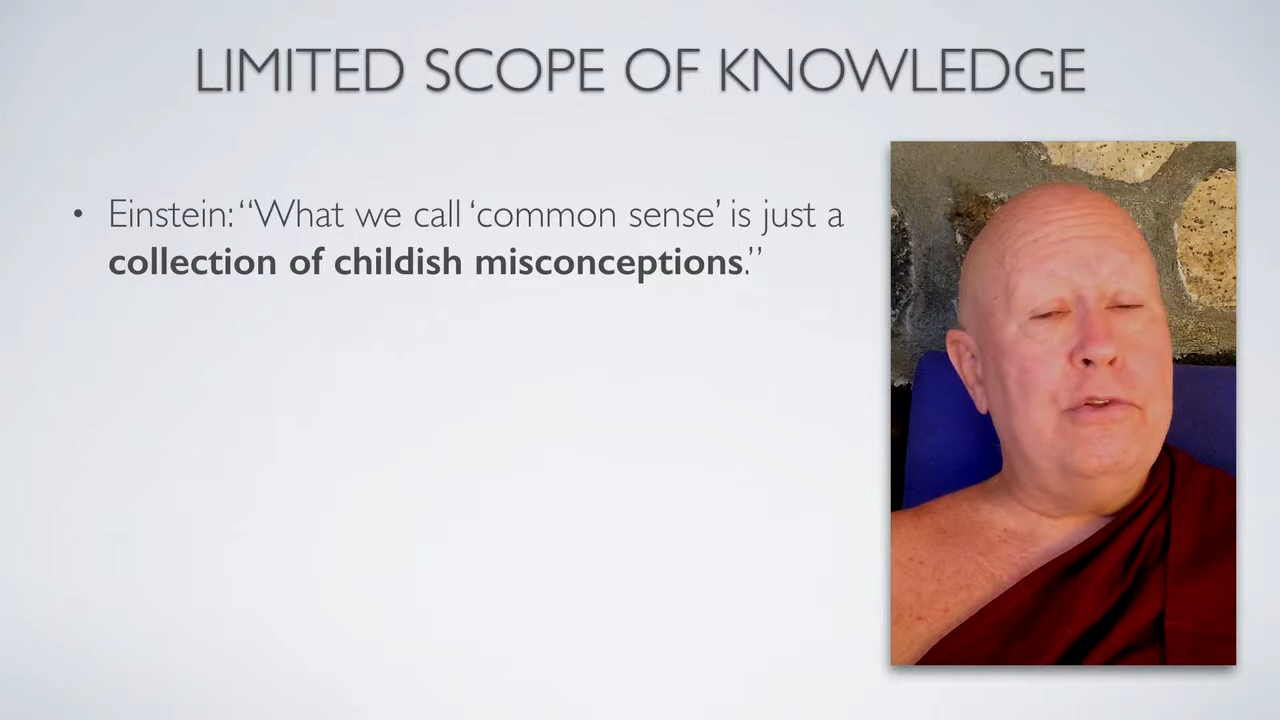 LIMITED SCOPE OF KNOWLEDGE
• Einstein: “What we call ‘common sense’ is just a
collection of childish misconceptions.”